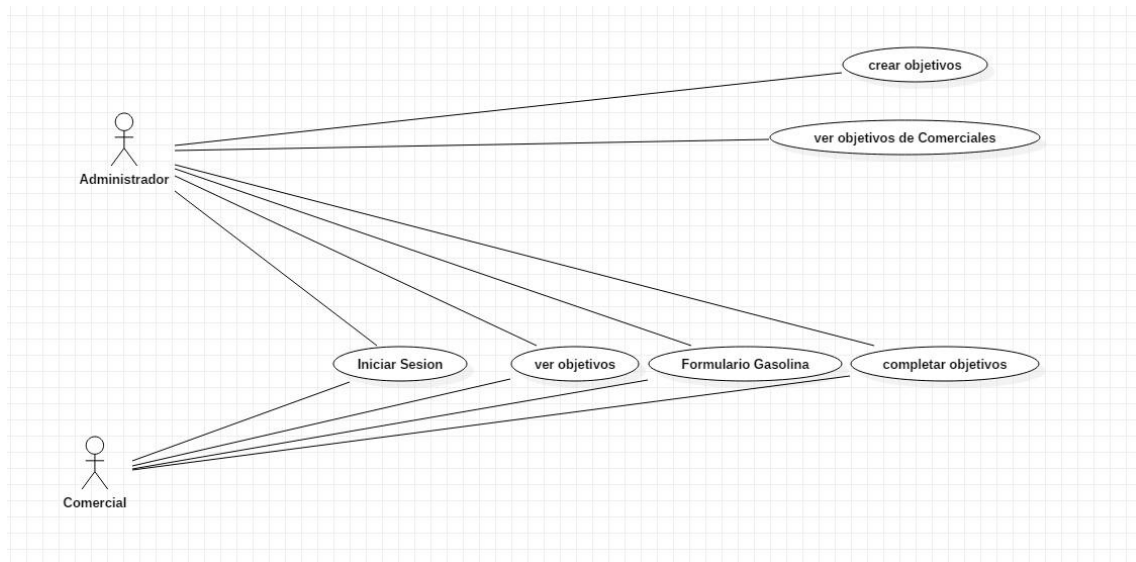 crear objetivos
ver objetivos de Comerciales
Administrador
Iniciar Sesion
ver objetivos
Formulario Gasolina
completar objetivos
Comercial